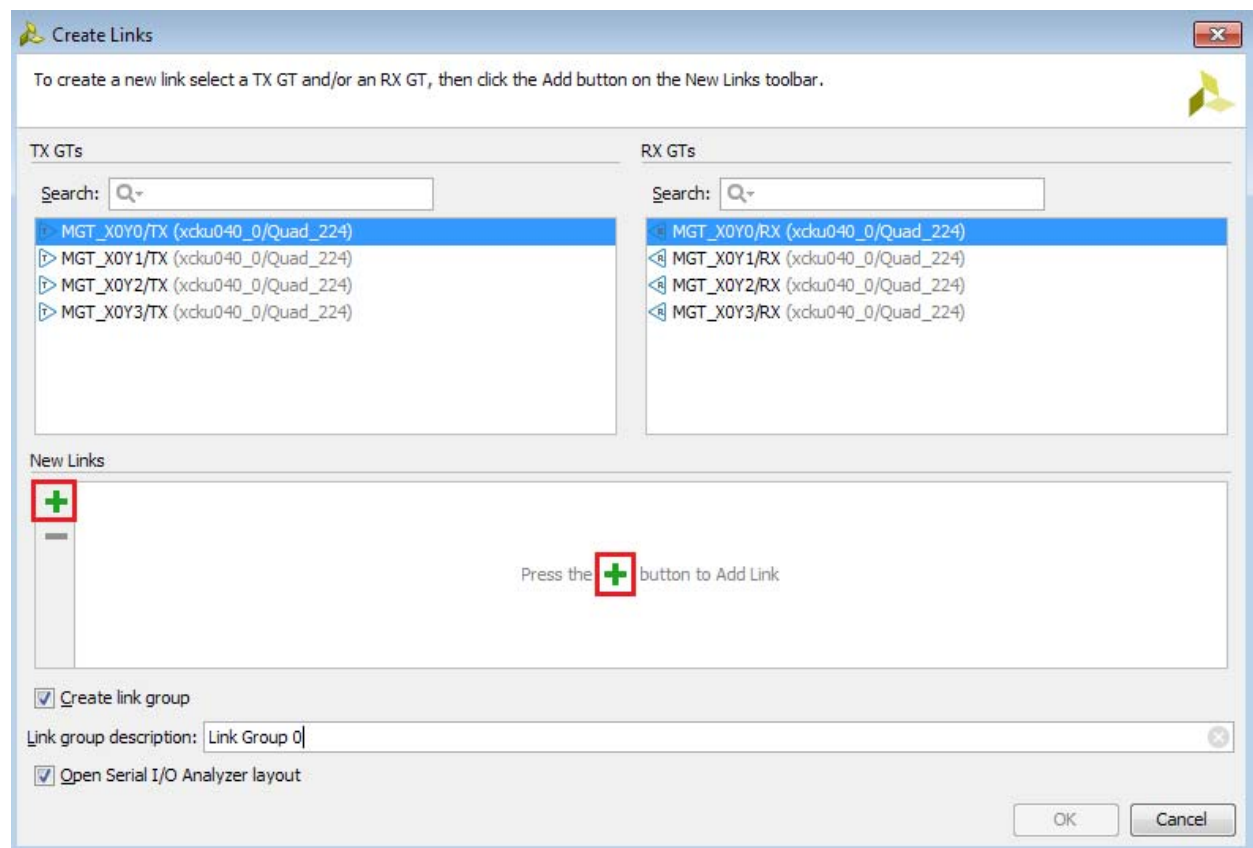 Create Links
To create a new link select a TX GT and/or an RX GT, then click the Add button on the New Links toolbar.
TX GTs
Search:
MGT_X0Y0/TX (xcku040_0/Quad_224)
MGT_X0Y1/TX (xcku040_0/Quad_224)
MGT_X0Y2/TX (xcku040_0/Quad_224)
MGT_X0Y3/TX (xcku040_0/Quad_224)
RX GTs
Search:
MGT_X0Y0/RX (xcku040_0/Quad_224)
MGT_X0Y1/RX (xcku040_0/Quad_224)
MGT_X0Y2/RX (xcku040_0/Quad_224)
MGT_X0Y3/RX (xcku040_0/Quad_224)
New Links
Press the + button to Add Link
Create link group
Link group description: Link Group 0
Open Serial I/O Analyzer layout
OK Cancel